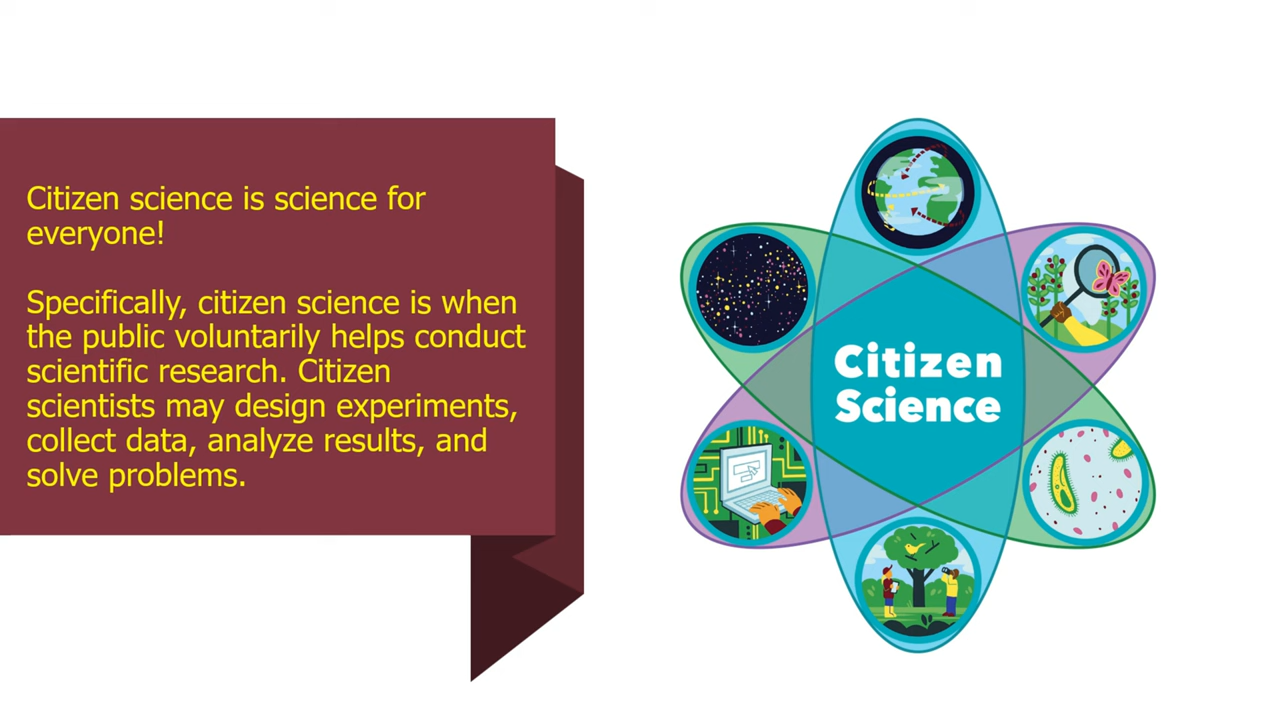 Citizen science is science for
everyone!
Specifically, citizen science is when
the public voluntarily helps conduct
scientific research. Citizen
scientists may design experiments,
collect data, analyze results, and
solve problems.
Citizen
Science